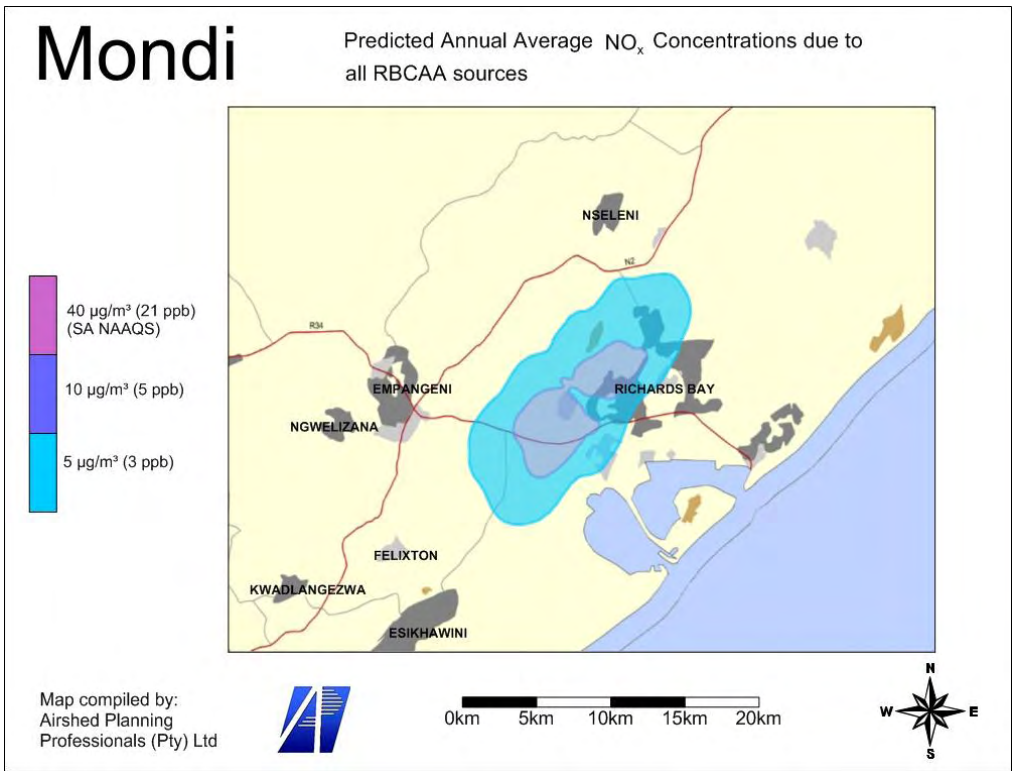 Mondi
Predicted Annual Average NOx Concentrations due to
all RBCAA sources
40 µg/m³ (21 ppb)
(SA NAAQS)
10 µg/m³ (5 ppb)
5 µg/m³ (3 ppb)
NSELENI
N2
R34
EMPANGENI
RICHARDS BAY
NGWELIZANA
FELIXTON
KWADLANGEZWA
ESIKHAWINI
Map compiled by:
Airshed Planning
Professionals (Pty) Ltd
0km 5km 10km 15km 20km
N
W E
S